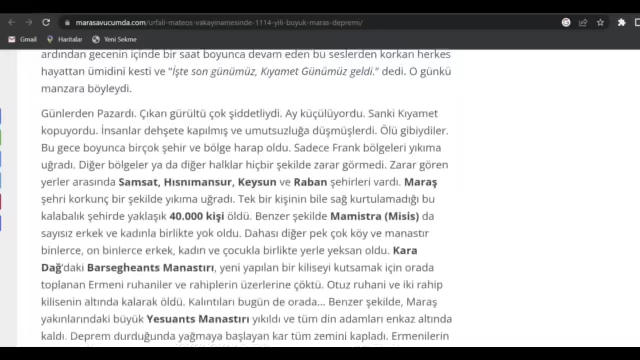 marasavucumda.com/urfali-mateos-vakayinamesinde-1114-yili-buyuk-maras-depremi/
Gmail Haritalar Yeni Sekme
ardından gecenin içinde bir saat boyunca devam eden bu seslerden korkan herkes
hayattan ümidini kesti ve "İşte son günümüz, Kıyamet Günümüz geldi." dedi. O günkü
manzara böyleydi.
Günlerden Pazardı. Çıkan gürültü çok şiddetliydi. Ay küçülüyordu. Sanki Kıyamet
kopuyordu. İnsanlar dehşete kapılmış ve umutsuzluğa düşmüşlerdi. Ölü gibiydiler.
Bu gece boyunca birçok şehir ve bölge harap oldu. Sadece Frank bölgeleri yıkıma
uğradı. Diğer bölgeler ya da diğer halklar hiçbir şekilde zarar görmedi. Zarar gören
yerler arasında Samsat, Hısnımansur, Keysun ve Raban şehirleri vardı. Maraş
şehri korkunç bir şekilde yıkıma uğradı. Tek bir kişinin bile sağ kurtulamadığı bu
kalabalık şehirde yaklaşık 40.000 kişi öldü. Benzer şekilde Mamistra (Misis) da
sayısız erkek ve kadınla birlikte yok oldu. Dahası diğer pek çok köy ve manastır
binlerce, on binlerce erkek, kadın ve çocukla birlikte yerle yeksan oldu. Kara
Dağ'daki Barsegheants Manastırı, yeni yapılan bir kiliseyi kutsamak için orada
toplanan Ermeni ruhaniler ve rahiplerin üzerlerine çöktü. Otuz ruhani ve iki rahip
kilisenin altında kalarak öldü. Kalıntıları bugün de orada... Benzer şekilde, Maraş
yakınlarındaki büyük Yesuants Manastırı yıkıldı ve tüm din adamları enkaz altında
kaldı. Deprem durduğunda yağmaya başlayan kar tüm zemini kapladı. Ermenilerin